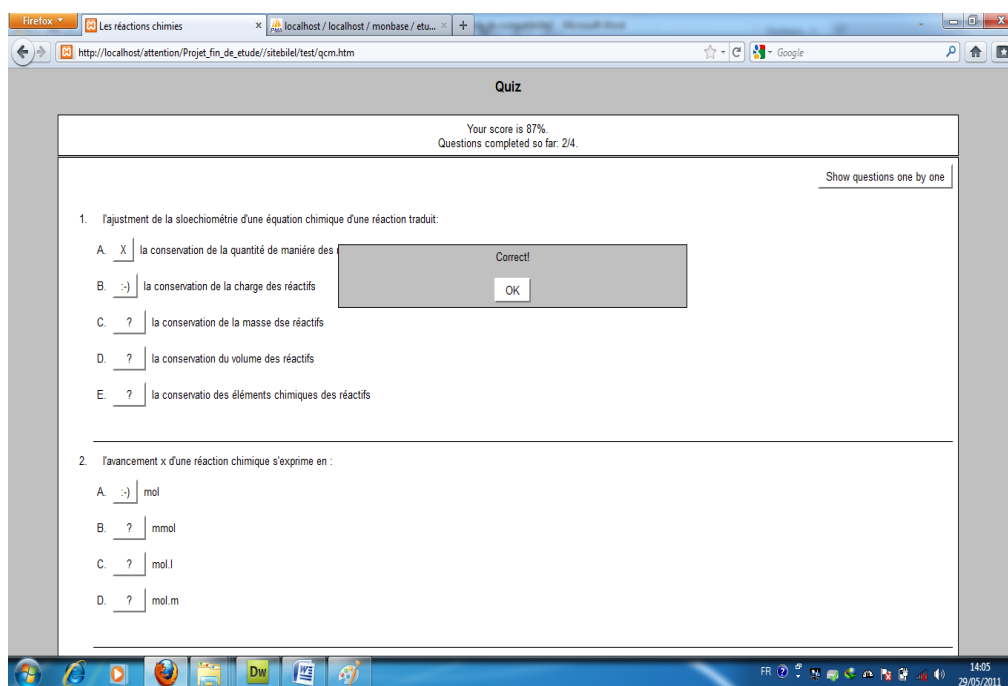 Firefox
Les réactions chimies
localhost / localhost / monbase / etu...
http://localhost/attention/Projet_fin_de_etude//sitebilel/test/qcm.htm
Google
Quiz
Your score is 87%.
Questions completed so far: 2/4.
Show questions one by one
1. l'ajustment de la sloechiométrie d'une équation chimique d'une réaction traduit:
A. X la conservation de la quantité de maniére des
Correct!
OK
B. :-) la conservation de la charge des réactifs
C. ? la conservation de la masse dse réactifs
D. ? la conservation du volume des réactifs
E. ? la conservatio des éléments chimiques des réactifs
2. l'avancement x d'une réaction chimique s'exprime en :
A. :-) mol
B. ? mmol
C. ? mol.l
D. ? mol.m
Dw
FR
14:05
29/05/2011